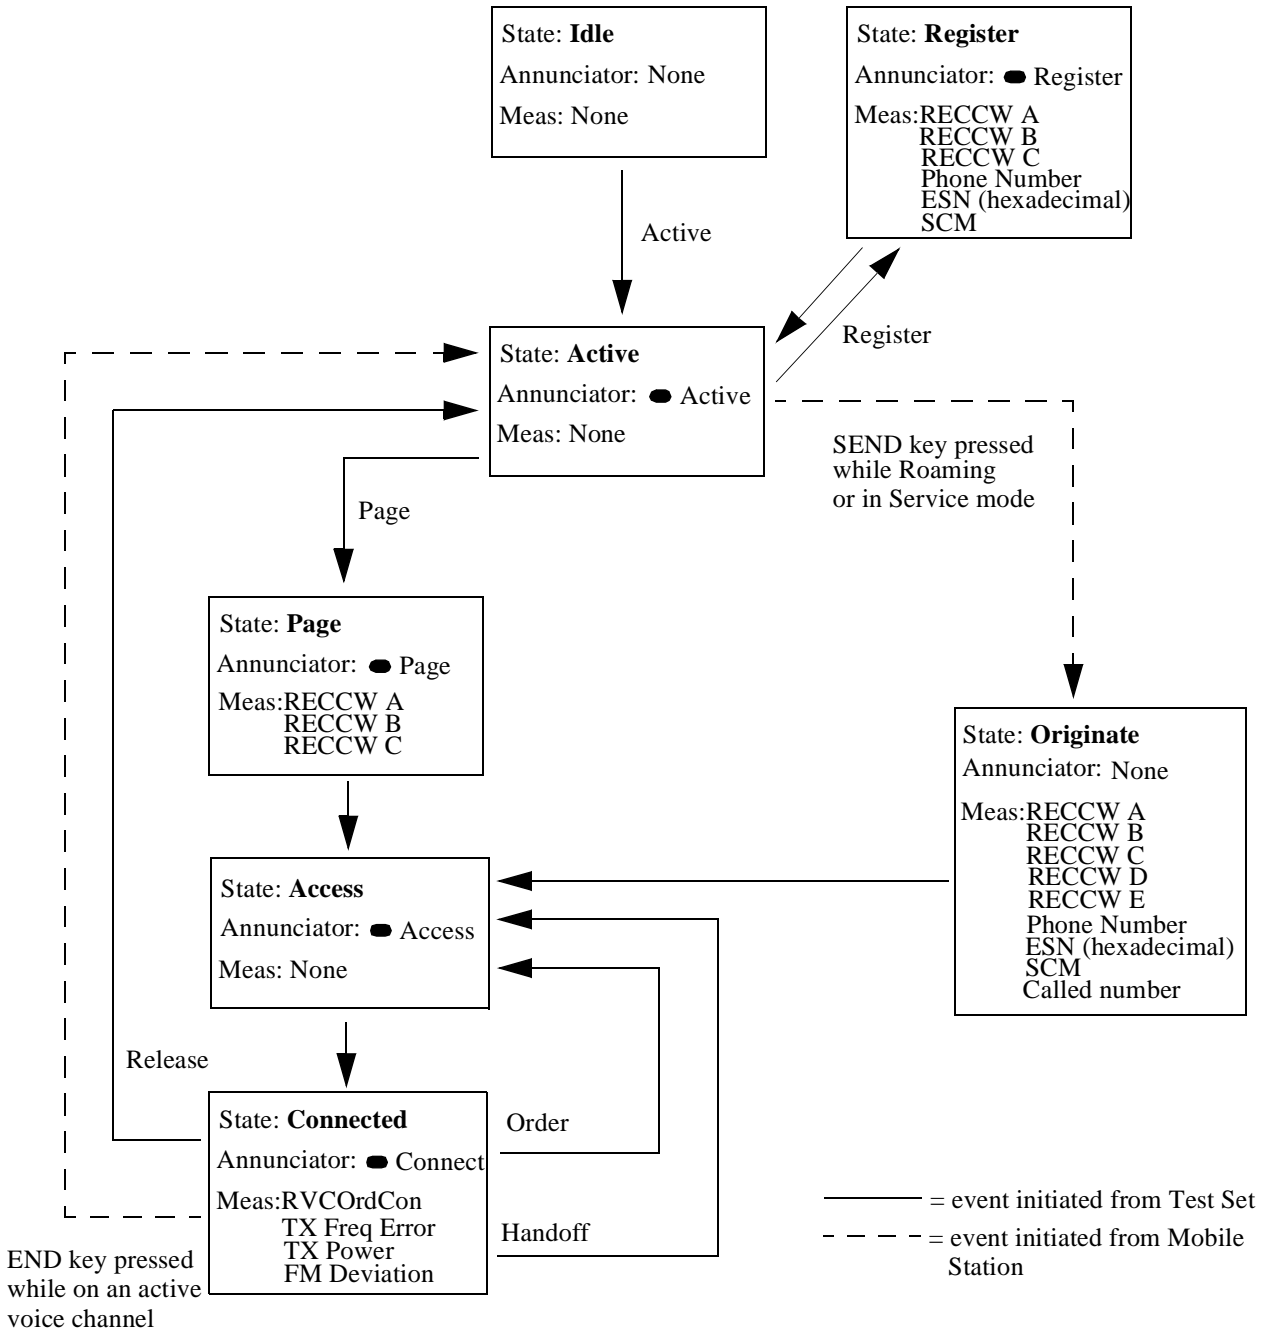 State: Idle
Annunciator: None
Meas: None
State: Register
Annunciator: Register
Meas:RECCW A
RECCW B
RECCW C
Phone Number
ESN (hexadecimal)
SCM
Active
Register
State: Active
Annunciator: Active
Meas: None
SEND key pressed
while Roaming
or in Service mode
Page
State: Page
Annunciator: Page
Meas:RECCW A
RECCW B
RECCW C
State: Originate
Annunciator: None
Meas:RECCW A
RECCW B
RECCW C
RECCW D
RECCW E
Phone Number
ESN (hexadecimal)
SCM
Called number
State: Access
Annunciator: Access
Meas: None
Release
State: Connected
Annunciator: Connect
Meas:RVCOrdCon
TX Freq Error
TX Power
FM Deviation
Order
Handoff
END key pressed
while on an active
voice channel
= event initiated from Test Set
= event initiated from Mobile
Station